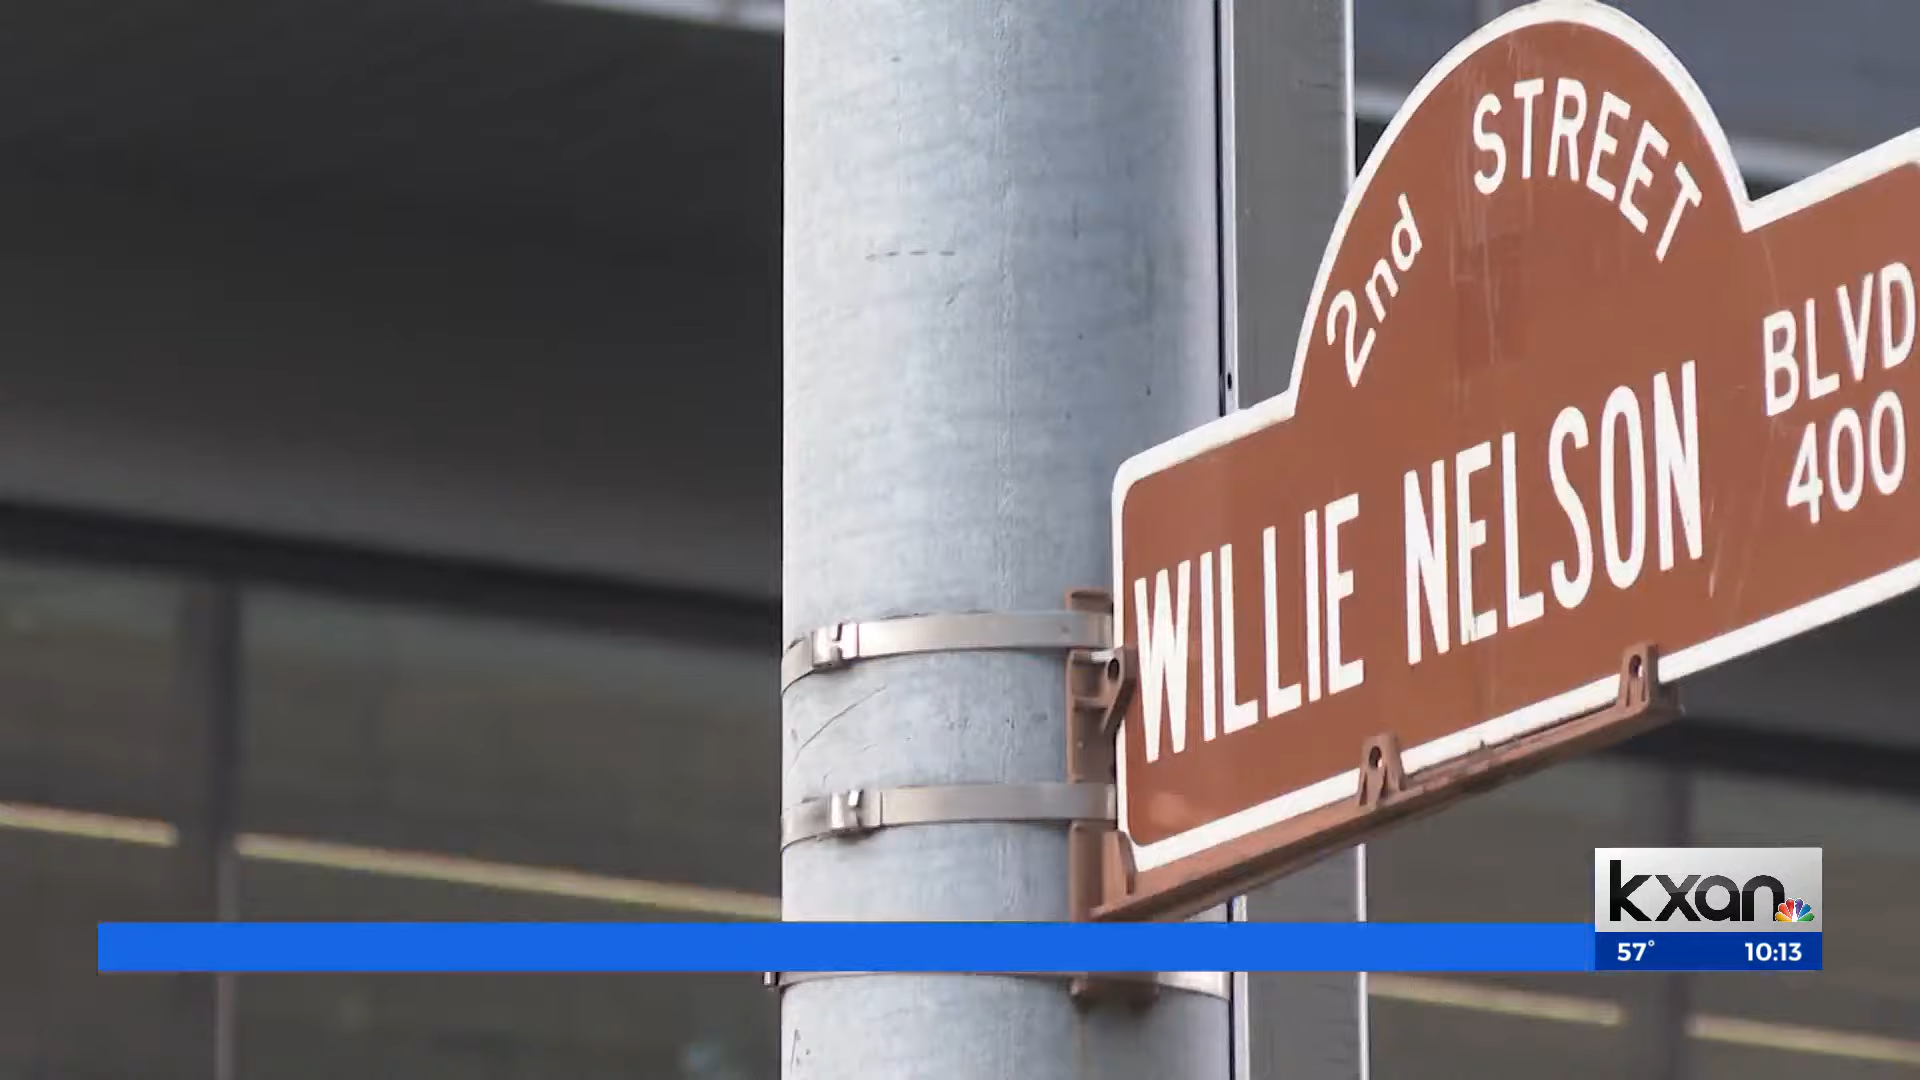 2nd STREET
WILLIE NELSON BLVD
400
kxan
57° 10:13